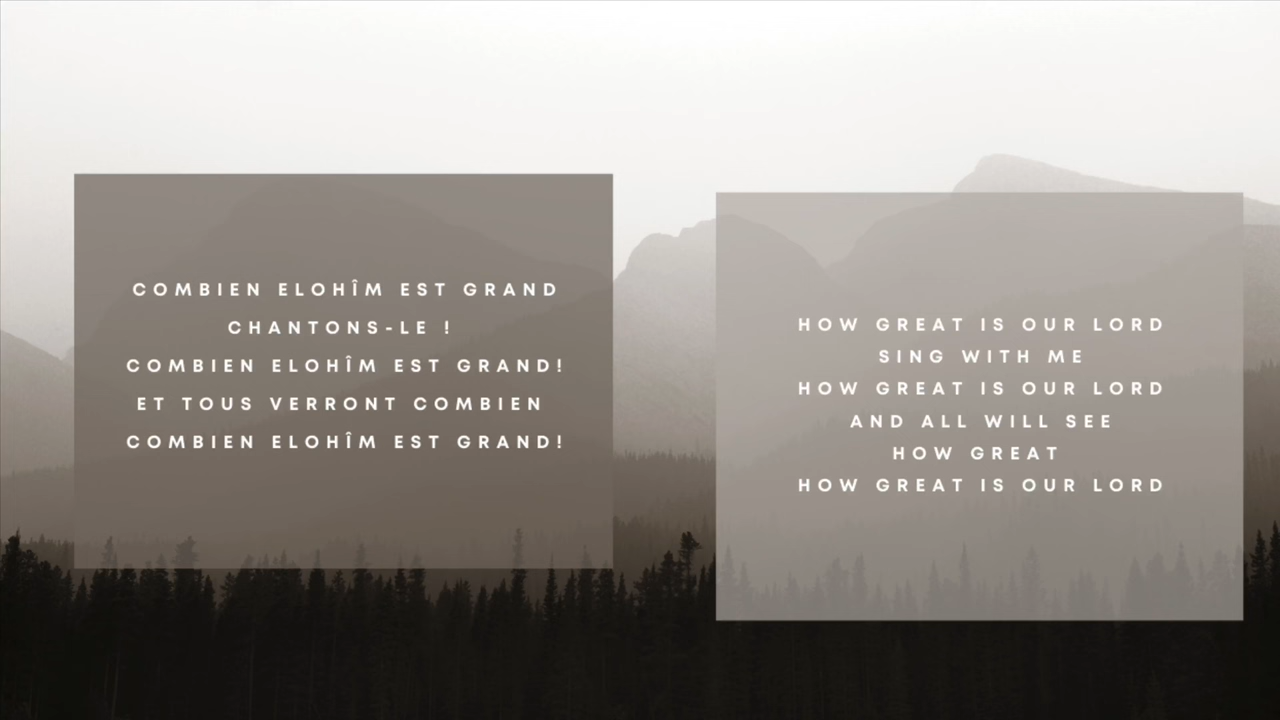 COMBIEN ELOHÎM EST GRAND
CHANTONS-LE !
COMBIEN ELOHÎM EST GRAND!
ET TOUS VERRONT COMBIEN
COMBIEN ELOHÎM EST GRAND!
HOW GREAT IS OUR LORD
SING WITH ME
HOW GREAT IS OUR LORD
AND ALL WILL SEE
HOW GREAT
HOW GREAT IS OUR LORD